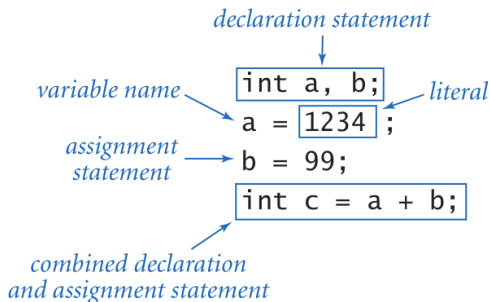 declaration statement
int a, b;
variable name
literal
a = 1234 ;
assignment
statement
b = 99;
int c = a + b;
combined declaration
and assignment statement